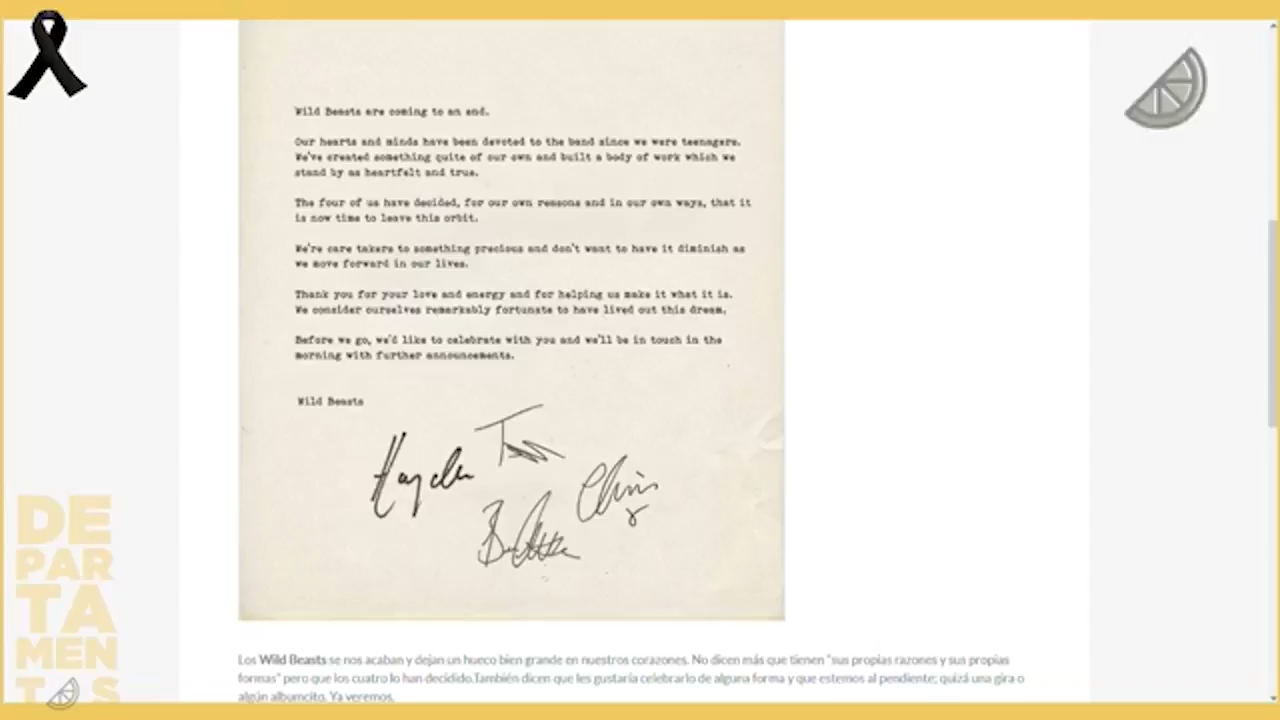 Wild Beasts are coming to an end.
Our hearts and minds have been devoted to the band since we were teenagers.
We've created something quite of our own and built a body of work which we
stand by as heartfelt and true.
The four of us have decided, for our own reasons and in our own ways, that it
is now time to leave this orbit.
We're care takers to something precious and don't want to have it diminish as
we move forward in our lives.
Thank you for your love and energy and for helping us make it what it is.
We consider ourselves remarkably fortunate to have lived out this dream.
Before we go, we'd like to celebrate with you and we'll be in touch in the
morning with further announcements.
Wild Beasts
Hayden Tom
Chris
Ben
DE
PAR
TA
MEN
T S
Los Wild Beasts se nos acaban y dejan un hueco bien grande en nuestros corazones. No dicen más que tienen "sus propias razones y sus propias
formas" pero que los cuatro lo han decidido.También dicen que les gustaría celebrarlo de alguna forma y que estemos al pendiente; quizá una gira o
algún albumcito. Ya veremos.